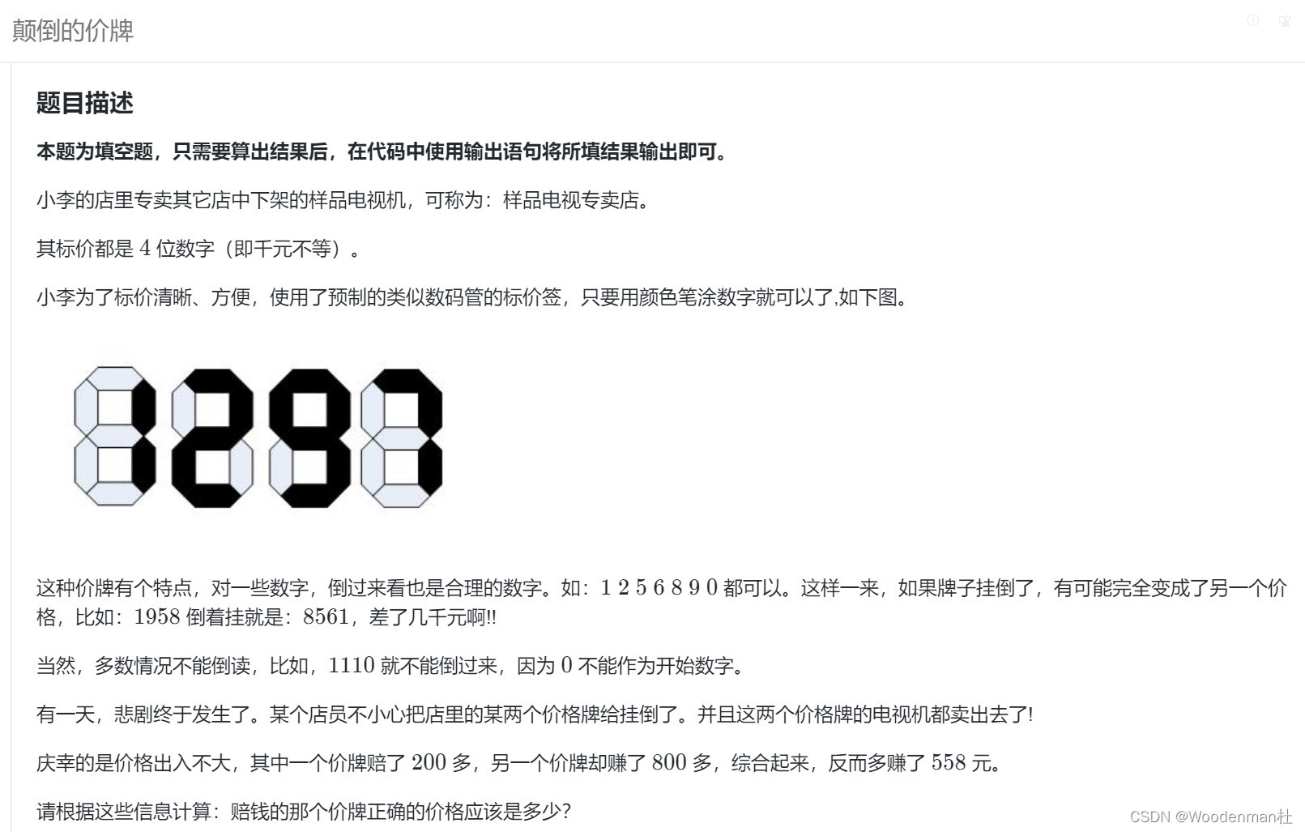 颠倒的价牌
题目描述
本题为填空题，只需要算出结果后，在代码中使用输出语句将所填结果输出即可。
小李的店里专卖其它店中下架的样品电视机，可称为：样品电视专卖店。
其标价都是 4 位数字（即千元不等）。
小李为了标价清晰、方便，使用了预制的类似数码管的标价签，只要用颜色笔涂数字就可以了,如下图。
1297
这种价牌有个特点，对一些数字，倒过来看也是合理的数字。如：1 2 5 6 8 9 0 都可以。这样一来，如果牌子挂倒了，有可能完全变成了另一个价
格，比如：1958 倒着挂就是：8561，差了几千元啊!!
当然，多数情况不能倒读，比如，1110 就不能倒过来，因为 0 不能作为开始数字。
有一天，悲剧终于发生了。某个店员不小心把店里的某两个价格牌给挂倒了。并且这两个价格牌的电视机都卖出去了!
庆幸的是价格出入不大，其中一个价牌赔了 200 多，另一个价牌却赚了 800 多，综合起来，反而多赚了 558 元。
请根据这些信息计算：赔钱的那个价牌正确的价格应该是多少？
CSDN @Woodenman杜